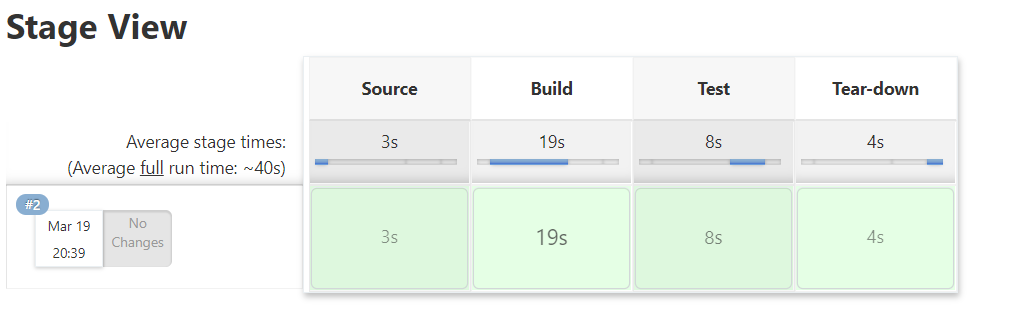 Stage View
Source Build Test Tear-down
Average stage times: 3s 19s 8s 4s
(Average full run time: ~40s)
#2
Mar 19 No
Changes
20:39
3s 19s 8s 4s